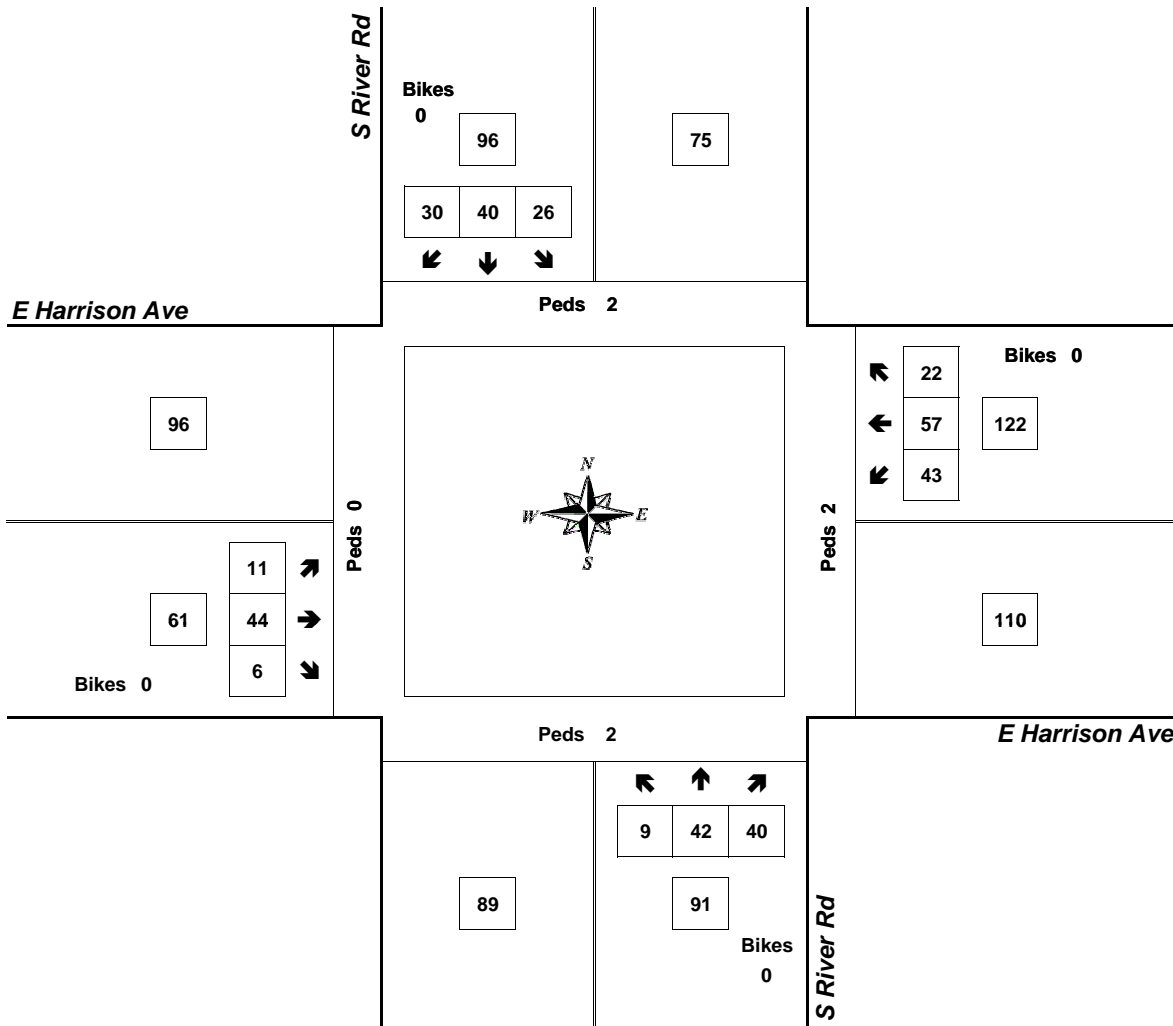 S River Rd
Bikes
0
96
75
30 40 26
Peds 2
E Harrison Ave
Bikes 0
22
96
57 122
43
N
W E
S
Peds 0
Peds 2
11
61 44
6
110
Bikes 0
Peds 2
E Harrison Ave
9 42 40
89
91
Bikes
0
S River Rd